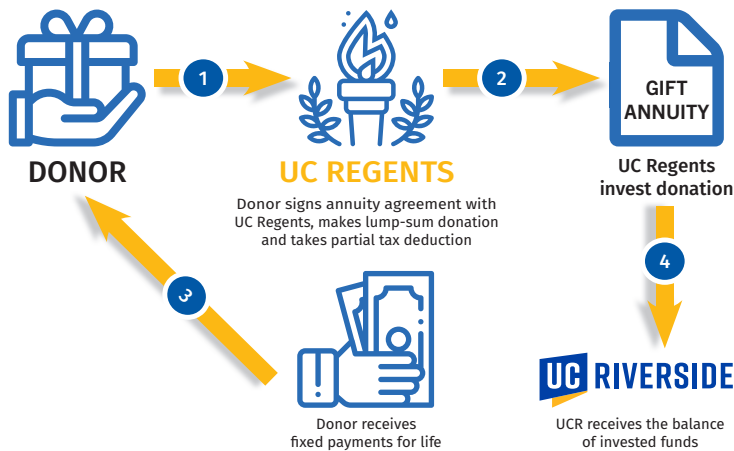 1
2
GIFT
ANNUITY
DONOR
UC REGENTS
Donor signs annuity agreement with
UC Regents, makes lump-sum donation
and takes partial tax deduction
UC Regents
invest donation
3
4
Donor receives
fixed payments for life
UC RIVERSIDE
UCR receives the balance
of invested funds